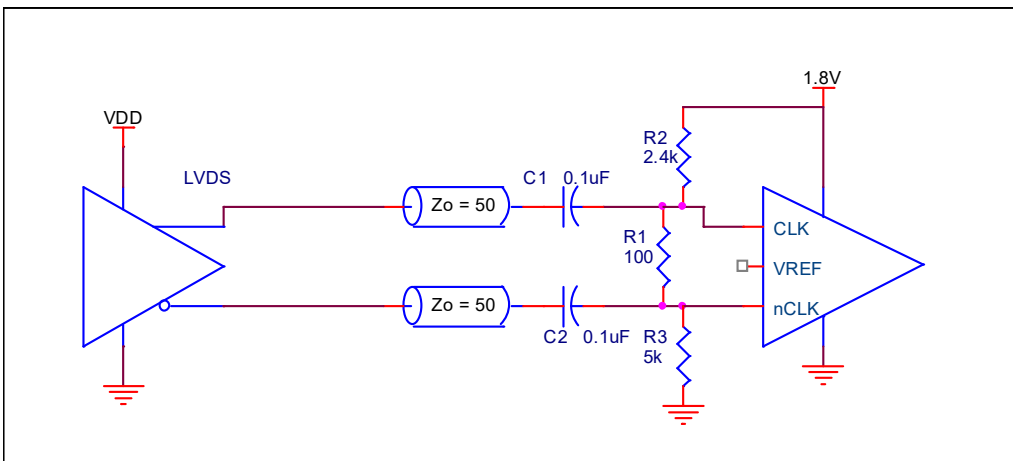 1.8V
VDD
R2
2.4k
LVDS
C1 0.1uF
Zo = 50
R1
100
CLK
VREF
Zo = 50
nCLK
C2 0.1uF
R3
5k